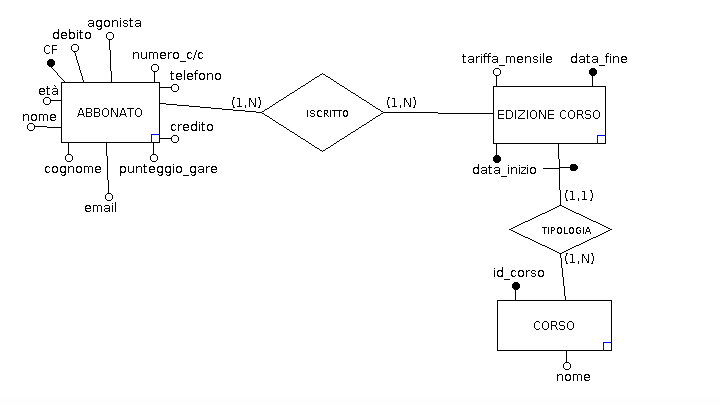 agonista
debito
CF
numero_c/c
telefono
età
nome
ABBONATO
credito
cognome
punteggio_gare
email
(1,N)
ISCRITTO
(1,N)
tariffa_mensile
data_fine
EDIZIONE CORSO
data_inizio
(1,1)
TIPOLOGIA
(1,N)
id_corso
CORSO
nome